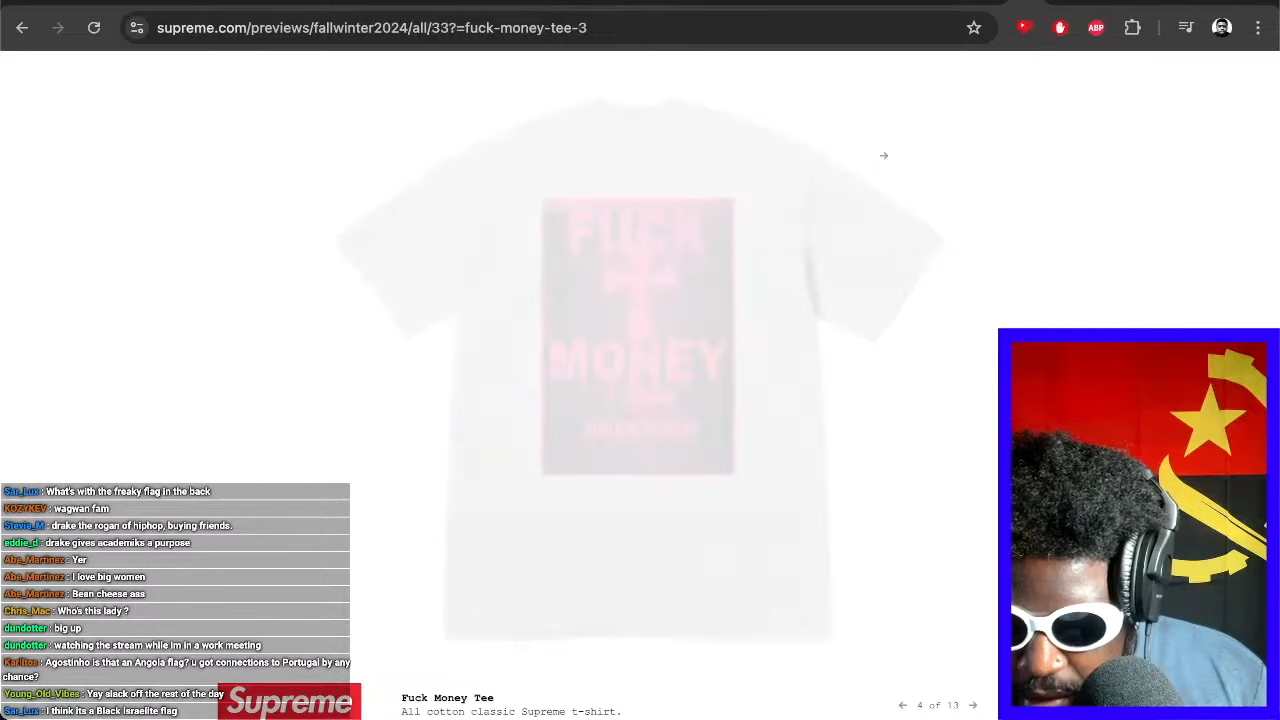 supreme.com/previews/fallwinter2024/all/33?=fuck-money-tee-3
ABP
FUCK
MONEY
Sar_Lux: What's with the freaky flag in the back
KOZYKEV: wagwan fam
Stevie_M: drake the rogan of hiphop, buying friends.
eddie_d: drake gives academiks a purpose
Abe_Martinez: Yer
Abe_Martinez: I love big women
Abe_Martinez: Bean cheese ass
Chris_Mac: Who's this lady ?
dundotter: big up
dundotter: watching the stream while im in a work meeting
Karlitos: Agostinho is that an Angola flag? u got connections to Portugal by any
chance?
Young_Old_Vibes: Yay slack off the rest of the day
Sar_Lux: I think its a Black Israelite flag
Supreme
Fuck Money Tee
All cotton classic Supreme t-shirt.
4 of 13